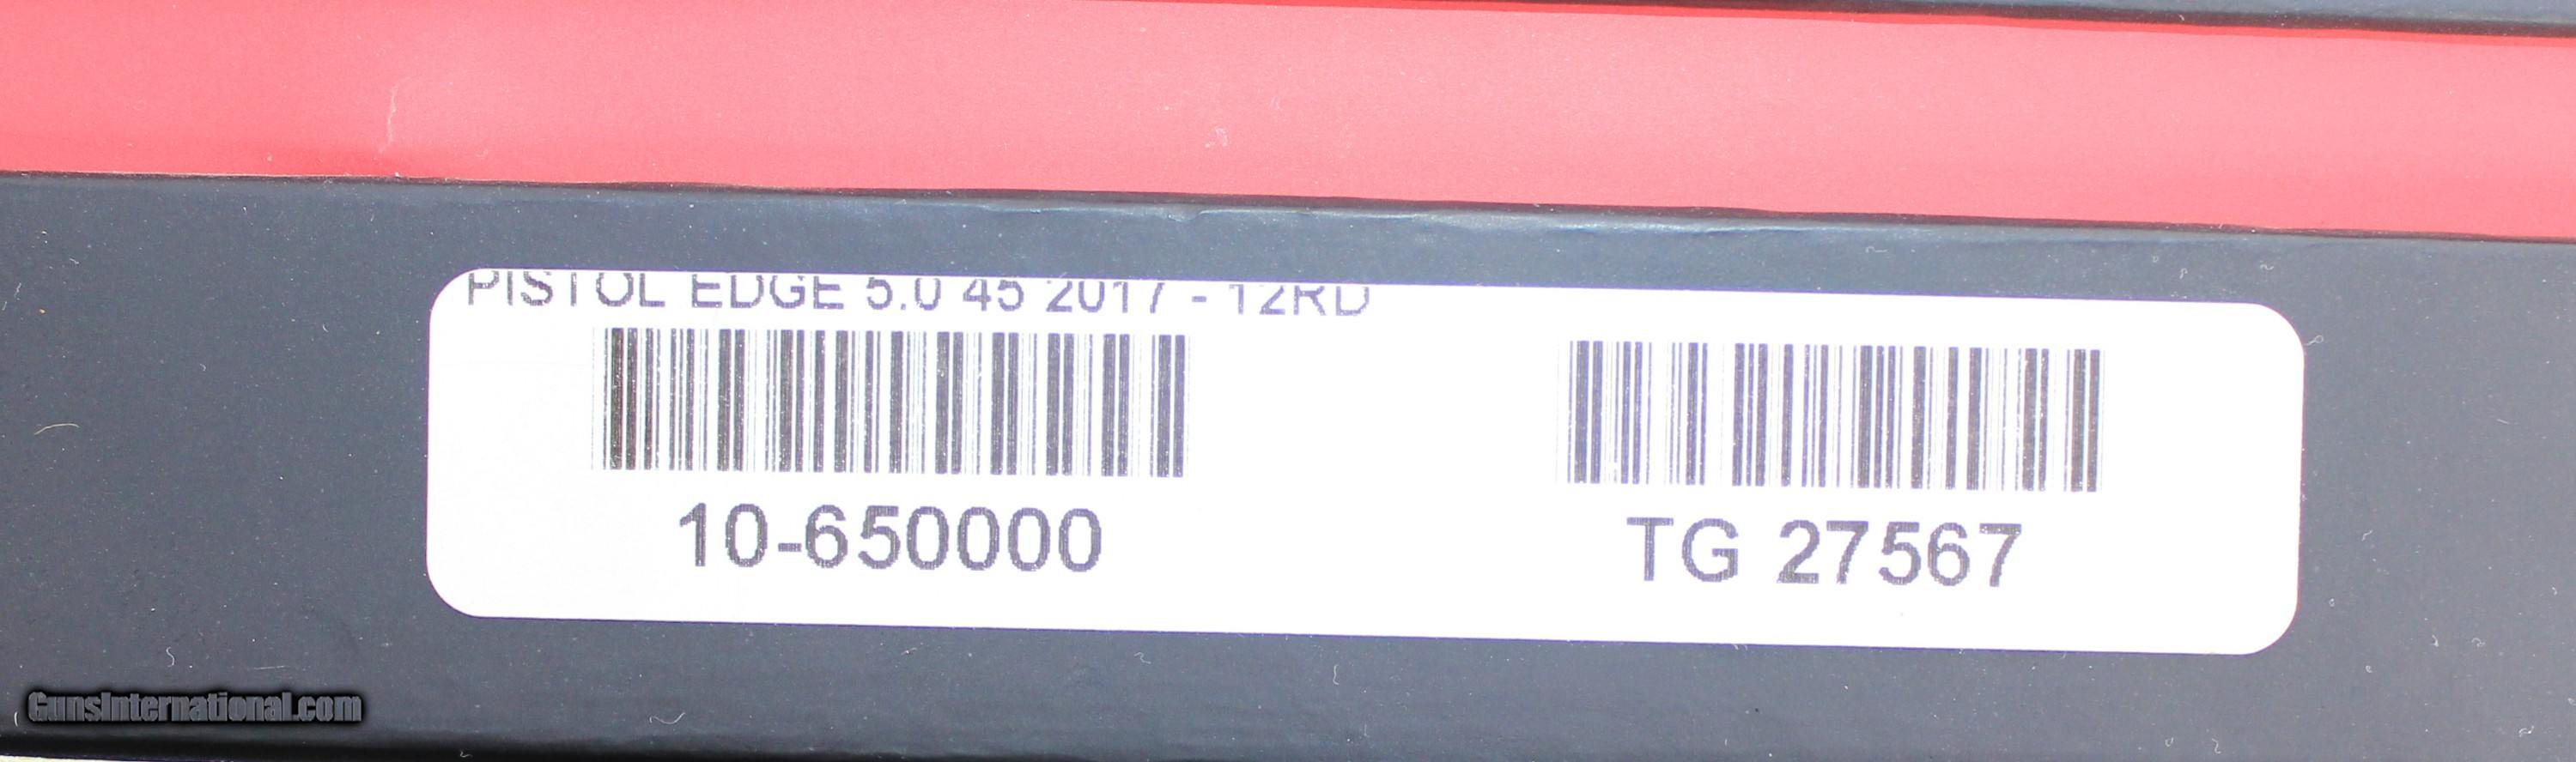 PISTOL EDGE 5.0 45 2017 - 12RD
10-650000
TG 27567
GunsInternational.com